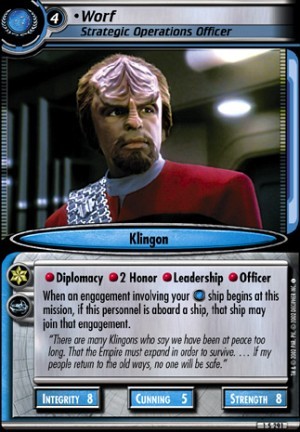 4 • Worf
Strategic Operations Officer
Klingon
Diplomacy 2 Honor Leadership Officer
When an engagement involving your ship begins at
this mission, if this personnel is aboard a ship, that ship may
join that engagement.
"There are many Klingons who say we have been at peace too
long. That the Empire must expand in order to survive. . . . if my
people return to the old ways, no one will be safe."
INTEGRITY 8 CUNNING 5 STRENGTH 8